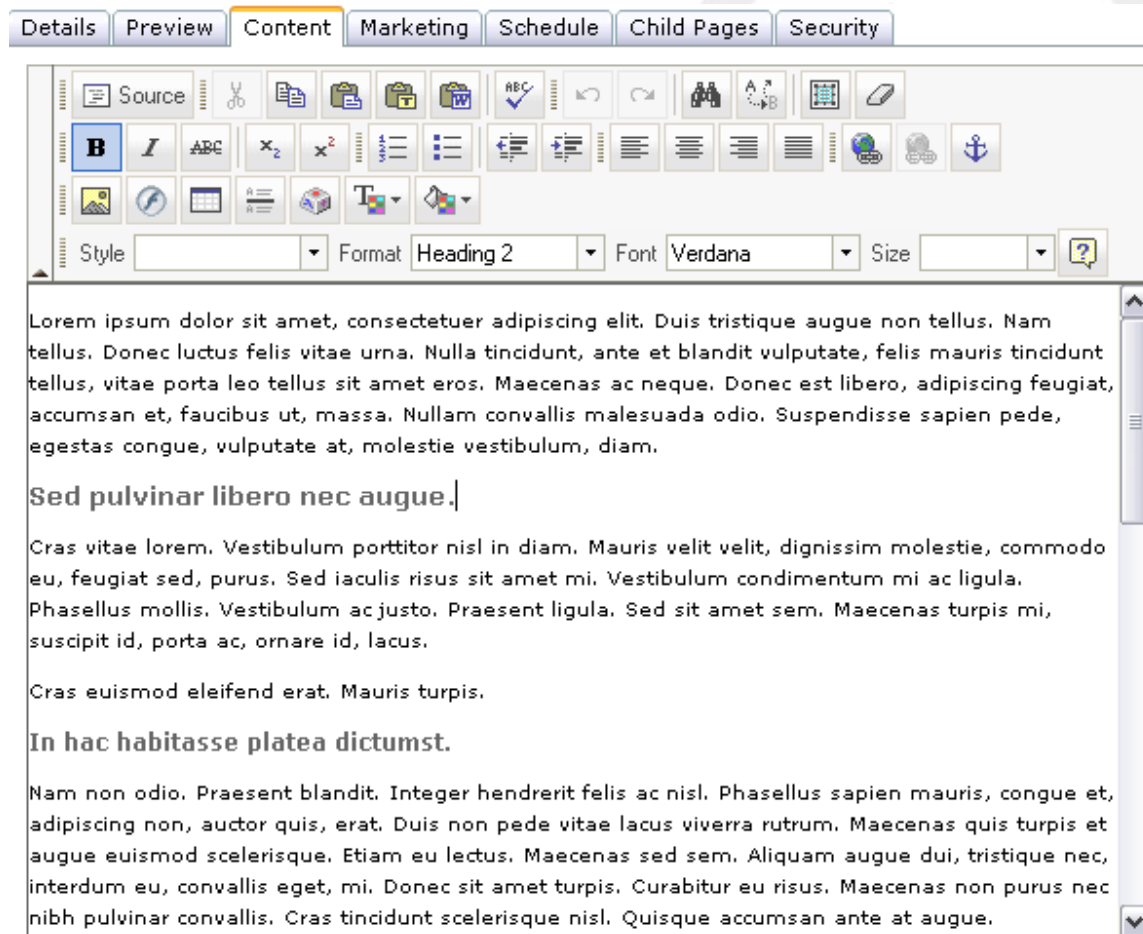 Details Preview Content Marketing Schedule Child Pages Security
Source ABC
B I ABC x2 x2
Style Format Heading 2 Font Verdana Size
Lorem ipsum dolor sit amet, consectetuer adipiscing elit. Duis tristique augue non tellus. Nam
tellus. Donec luctus felis vitae urna. Nulla tincidunt, ante et blandit vulputate, felis mauris tincidunt
tellus, vitae porta leo tellus sit amet eros. Maecenas ac neque. Donec est libero, adipiscing feugiat,
accumsan et, faucibus ut, massa. Nullam convallis malesuada odio. Suspendisse sapien pede,
egestas congue, vulputate at, molestie vestibulum, diam.
Sed pulvinar libero nec augue.
Cras vitae lorem. Vestibulum porttitor nisl in diam. Mauris velit velit, dignissim molestie, commodo
eu, feugiat sed, purus. Sed iaculis risus sit amet mi. Vestibulum condimentum mi ac ligula.
Phasellus mollis. Vestibulum ac justo. Praesent ligula. Sed sit amet sem. Maecenas turpis mi,
suscipit id, porta ac, ornare id, lacus.
Cras euismod eleifend erat. Mauris turpis.
In hac habitasse platea dictumst.
Nam non odio. Praesent blandit. Integer hendrerit felis ac nisl. Phasellus sapien mauris, congue et,
adipiscing non, auctor quis, erat. Duis non pede vitae lacus viverra rutrum. Maecenas quis turpis et
augue euismod scelerisque. Etiam eu lectus. Maecenas sed sem. Aliquam augue dui, tristique nec,
interdum eu, convallis eget, mi. Donec sit amet turpis. Curabitur eu risus. Maecenas non purus nec
nibh pulvinar convallis. Cras tincidunt scelerisque nisl. Quisque accumsan ante at augue.